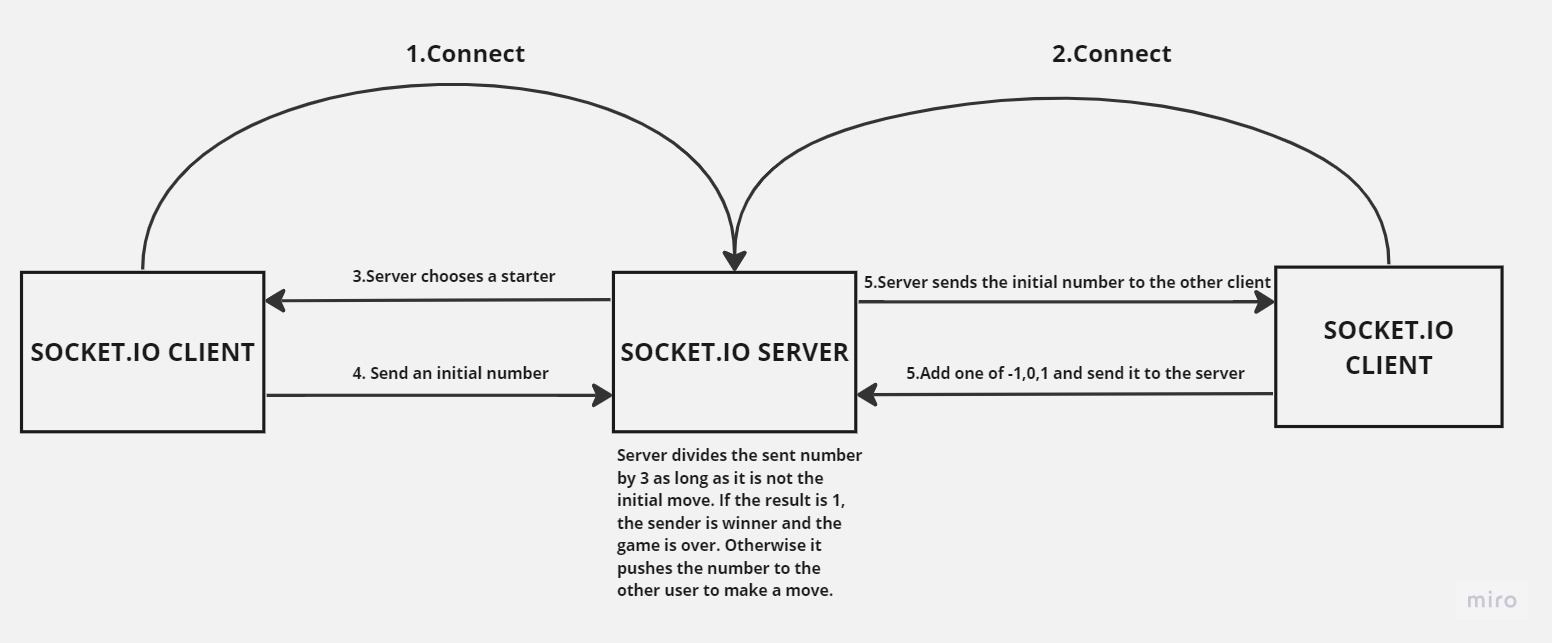 1.Connect
2.Connect
3.Server chooses a starter
5.Server sends the initial number to the other client
SOCKET.IO CLIENT
SOCKET.IO SERVER
SOCKET.IO
CLIENT
4. Send an initial number
5.Add one of -1,0,1 and send it to the server
Server divides the sent number
by 3 as long as it is not the
initial move. If the result is 1,
the sender is winner and the
game is over. Otherwise it
pushes the number to the
other user to make a move.
miro